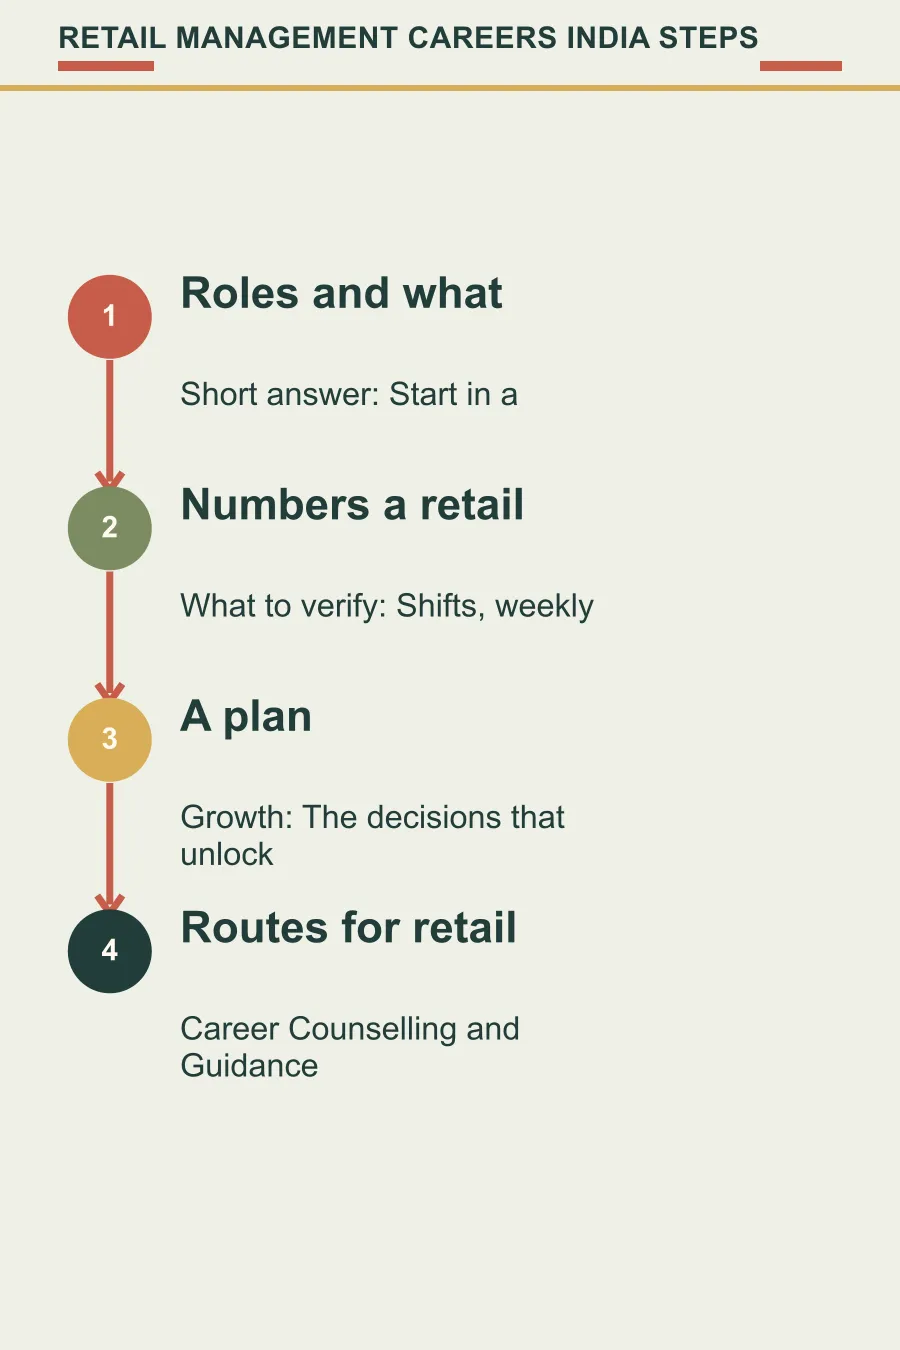 RETAIL MANAGEMENT CAREERS INDIA STEPS
1
Roles and what
Short answer: Start in a
2
Numbers a retail
What to verify: Shifts, weekly
3
A plan
Growth: The decisions that
unlock
4
Routes for retail
Career Counselling and
Guidance